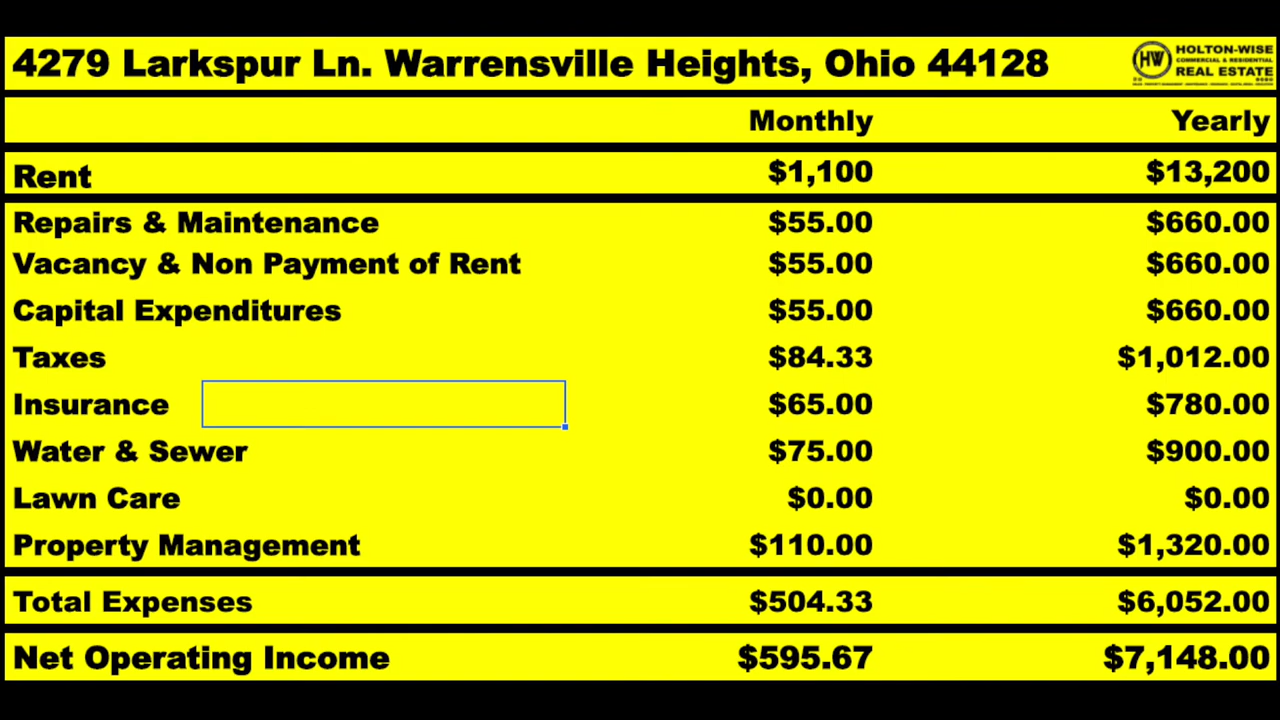 4279 Larkspur Ln. Warrensville Heights, Ohio 44128
HW
HOLTON-WISE
COMMERCIAL & RESIDENTIAL
REAL ESTATE
Monthly Yearly
Rent $1,100 $13,200
Repairs & Maintenance $55.00 $660.00
Vacancy & Non Payment of Rent $55.00 $660.00
Capital Expenditures $55.00 $660.00
Taxes $84.33 $1,012.00
Insurance $65.00 $780.00
Water & Sewer $75.00 $900.00
Lawn Care $0.00 $0.00
Property Management $110.00 $1,320.00
Total Expenses $504.33 $6,052.00
Net Operating Income $595.67 $7,148.00